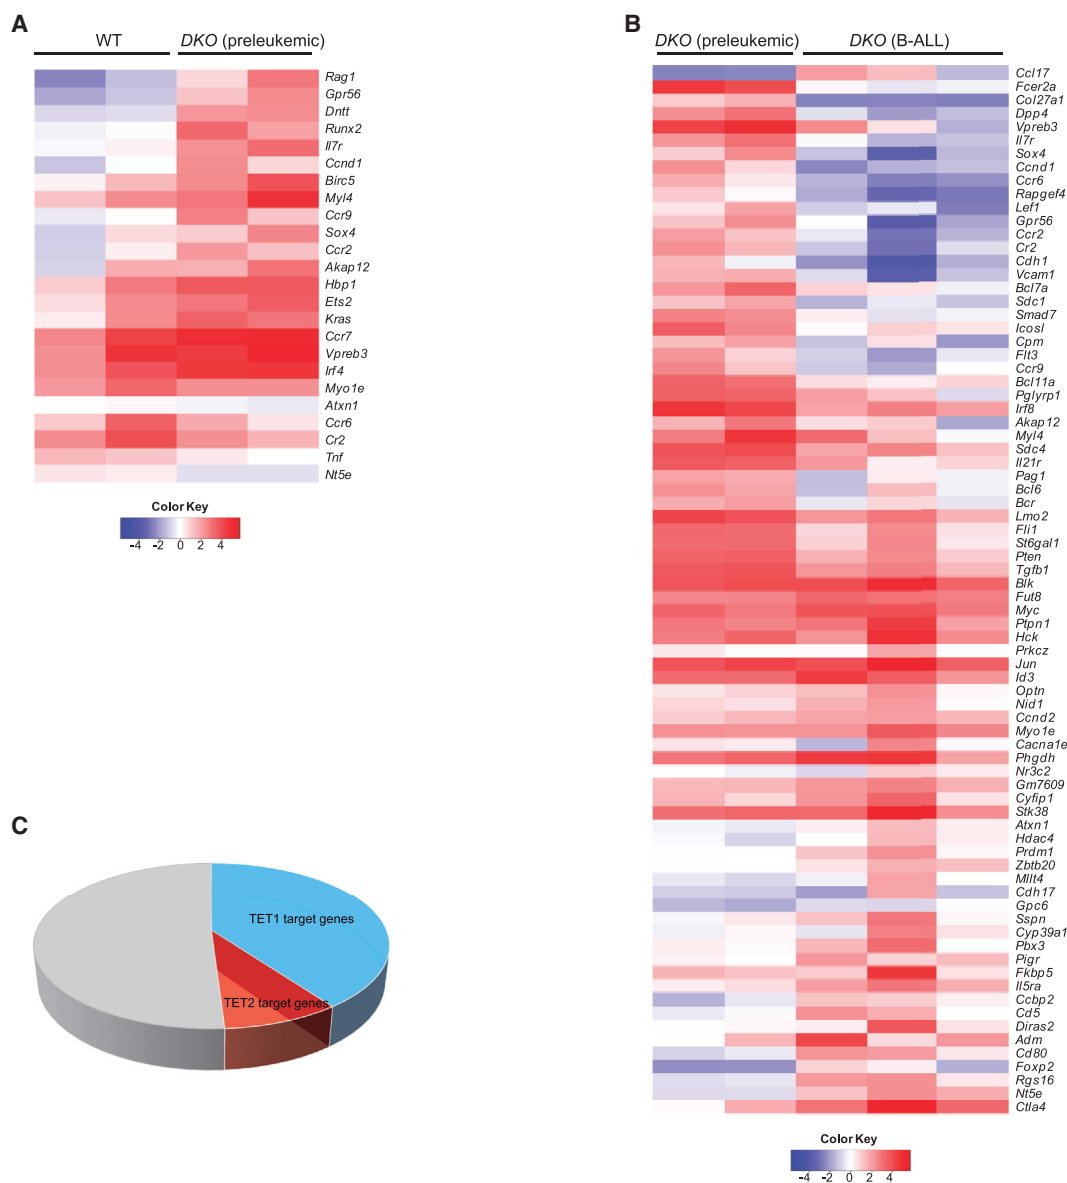 A
WT
DKO (preleukemic)
Rag1
Gpr56
Dntt
Runx2
Il7r
Ccnd1
Birc5
Myl4
Ccr9
Sox4
Ccr2
Akap12
Hbp1
Ets2
Kras
Ccr7
Vpreb3
Irf4
Myo1e
Atxn1
Ccr6
Cr2
Tnf
Nt5e
Color Key
-4 -2 0 2 4
B
DKO (preleukemic)
DKO (B-ALL)
Ccl17
Fcer2a
Col27a1
Dpp4
Vpreb3
Il7r
Sox4
Ccnd1
Ccr6
Rapgef4
Lef1
Gpr56
Ccr2
Cr2
Cdh1
Vcam1
Bcl7a
Sdc1
Smad7
Icosl
Cpm
Flt3
Ccr9
Bcl11a
Pglyrp1
Irf8
Akap12
Myl4
Sdc4
Il21r
Pag1
Bcl6
Bcr
Lmo2
Fli1
St6gal1
Pten
Tgfb1
Blk
Fut8
Myc
Ptpn1
Hck
Prkcz
Jun
Id3
Optn
Nid1
Ccnd2
Myo1e
Cacna1e
Phgdh
Nr3c2
Gm7609
Cyfip1
Stk38
Atxn1
Hdac4
Prdm1
Zbtb20
Mllt4
Cdh17
Gpc6
Sspn
Cyp39a1
Pbx3
Pigr
Fkbp5
Il5ra
Ccbp2
Cd5
Diras2
Adm
Cd80
Foxp2
Rgs16
Nt5e
Ctla4
Color Key
-4 -2 0 2 4
C
TET1 target genes
TET2 target genes